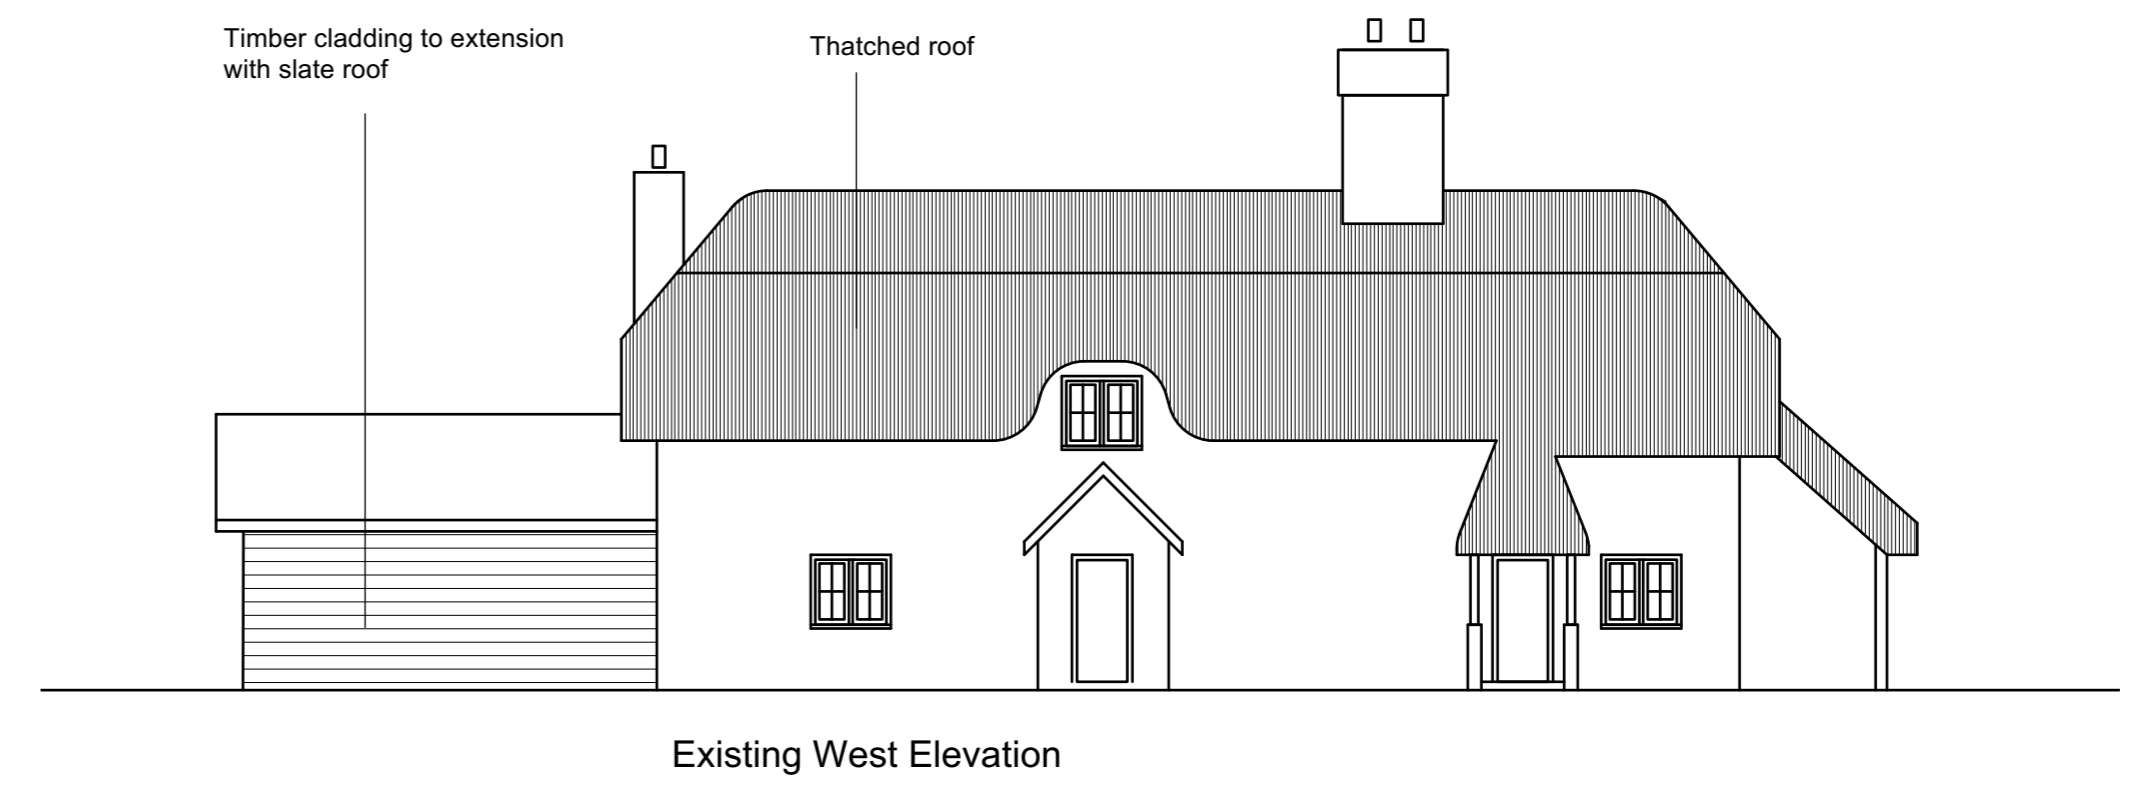 Timber cladding to extension
with slate roof
Thatched roof
Existing West Elevation